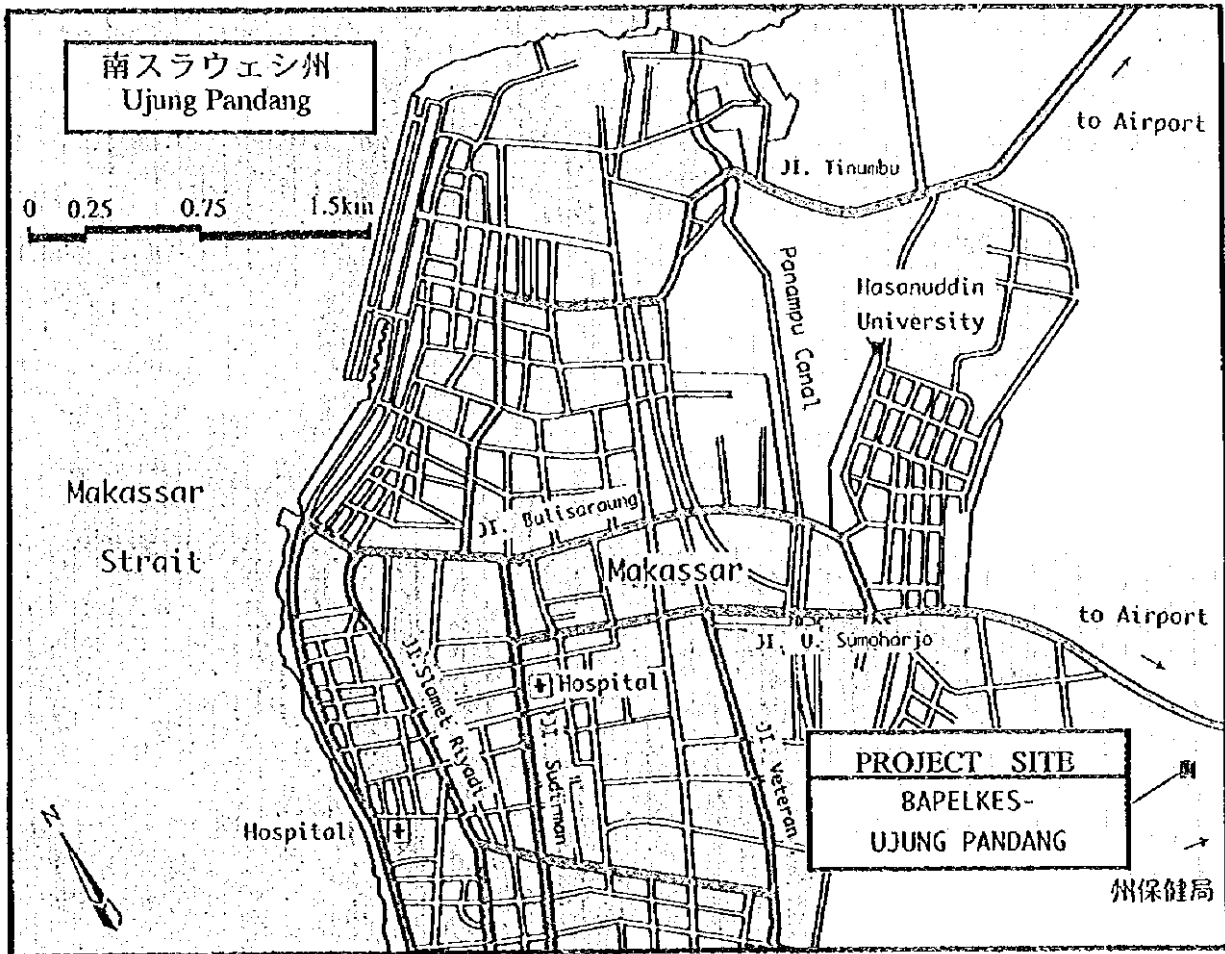 南スラウェシ州
Ujung Pandang
0 0.25 0.75 1.5km
to Airport
Jl. Tinumbu
Panampu Canal
Hasanuddin
University
Makassar
Strait
Jl. Bulisaraung
Makassar
to Airport
Jl. U. Sumoharjo
Hospital
Jl. Slamet Riyadi
Jl. Sudirman
Jl. Veteran
Hospital
N
PROJECT SITE
BAPELKES-
UJUNG PANDANG
州保健局